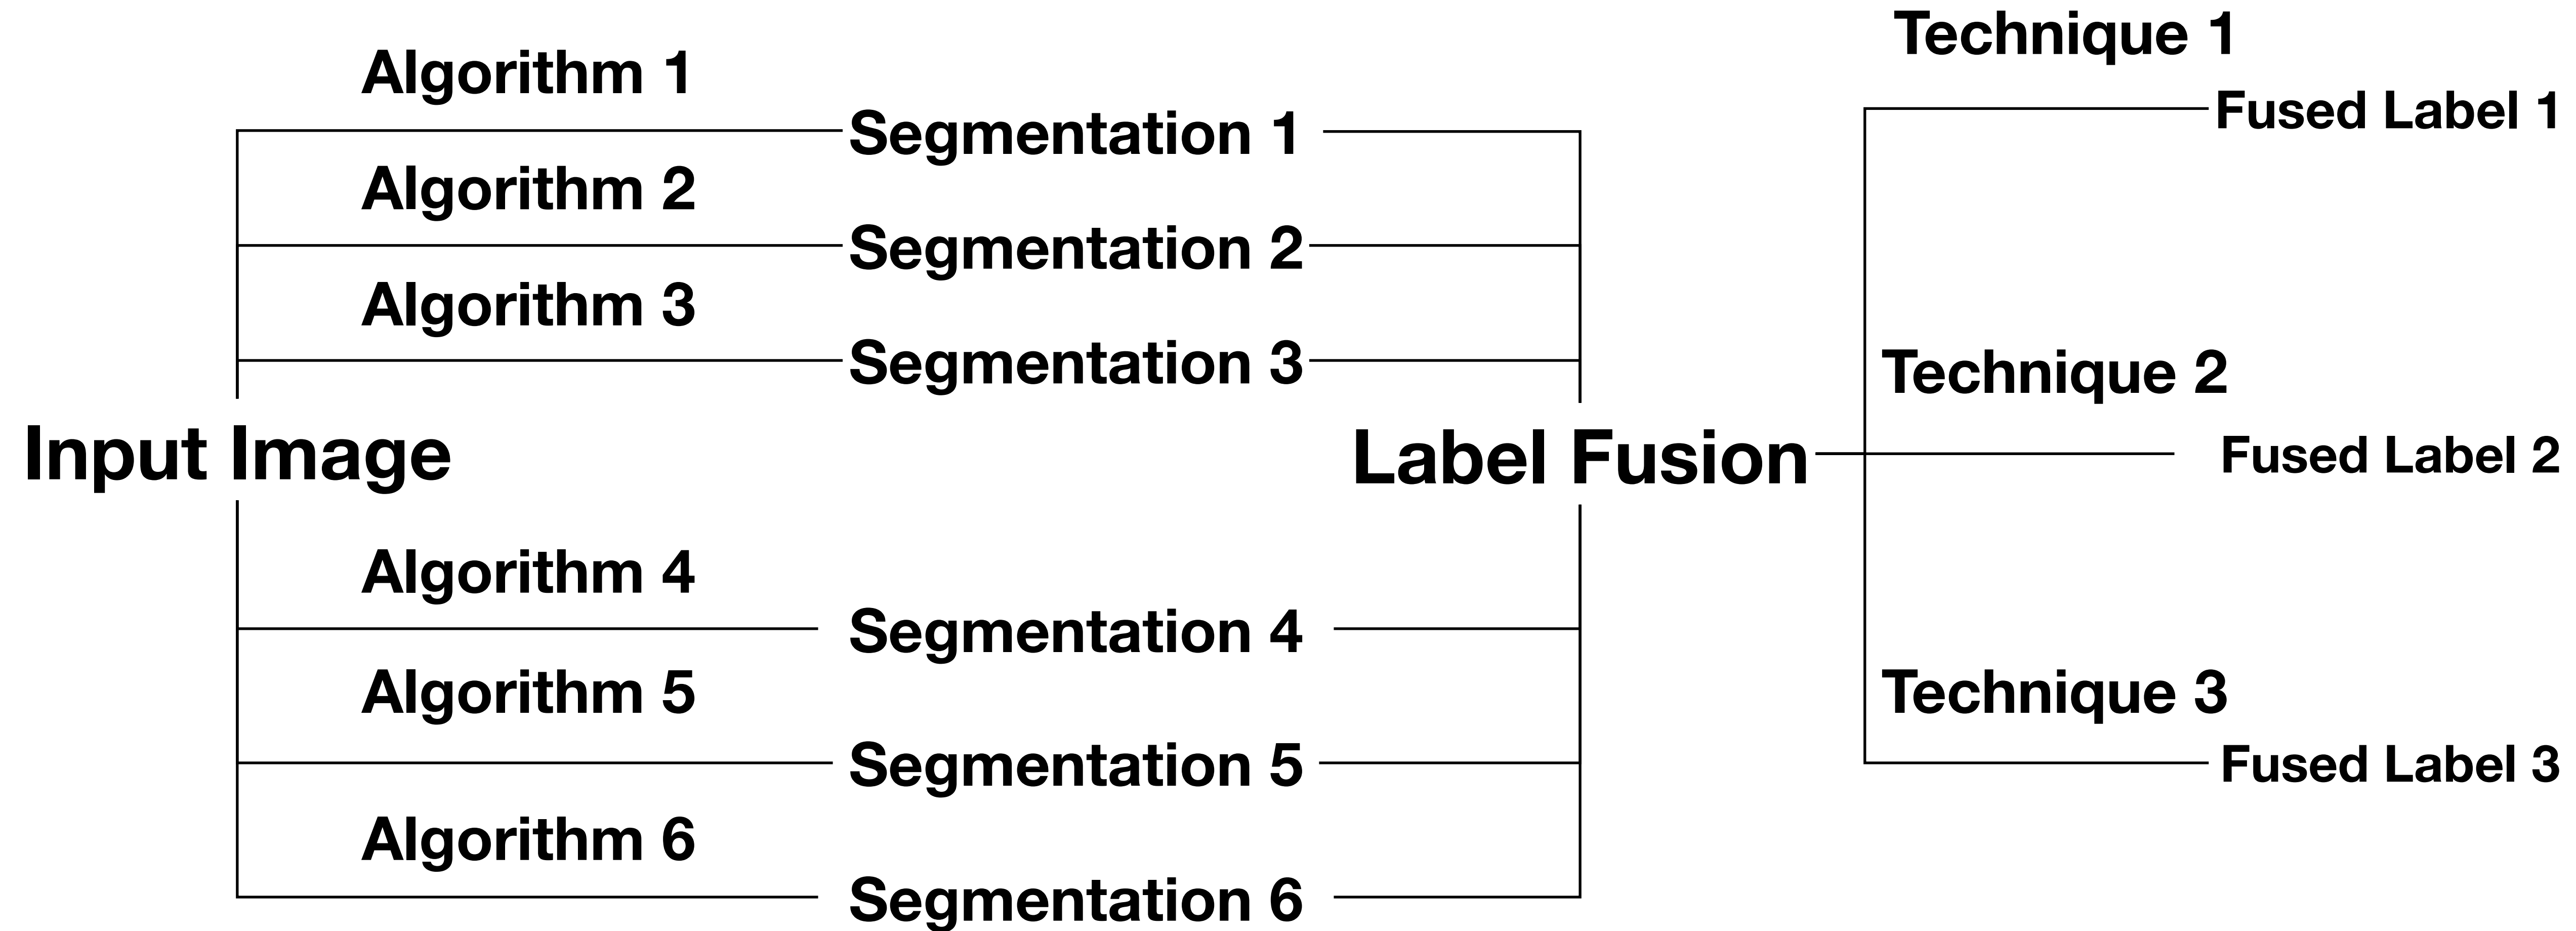 Technique 1
Algorithm 1
Fused Label 1
Segmentation 1
Algorithm 2
Segmentation 2
Algorithm 3
Segmentation 3
Technique 2
Input Image
Label Fusion
Fused Label 2
Algorithm 4
Segmentation 4
Algorithm 5
Technique 3
Segmentation 5
Fused Label 3
Algorithm 6
Segmentation 6